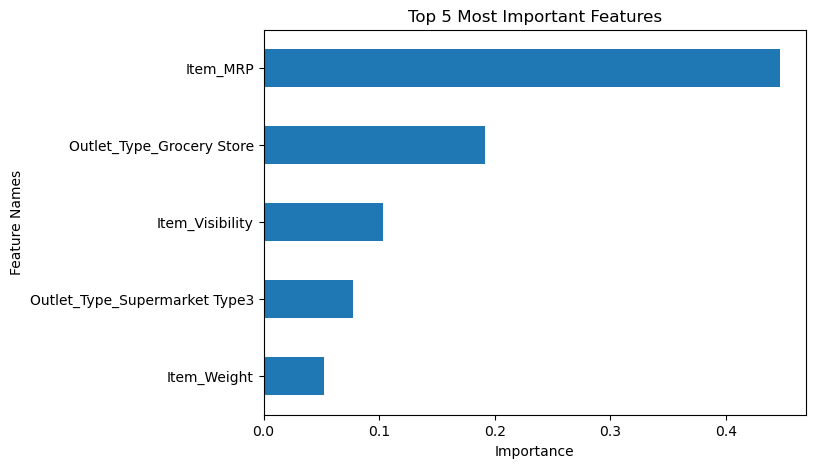 Top 5 Most Important Features
Feature Names
Item_MRP
Outlet_Type_Grocery Store
Item_Visibility
Outlet_Type_Supermarket Type3
Item_Weight
0.0 0.1 0.2 0.3 0.4
Importance